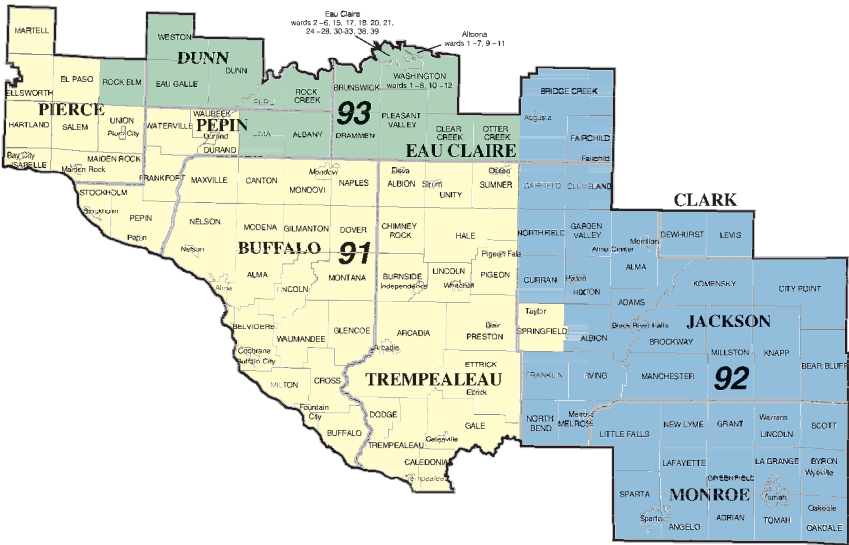 Eau Claire
wards 2–6, 15, 17, 18, 20, 21,
24–28, 30-33, 38, 39
Altoona
wards 1–7, 9–11
MARTELL
WESTON
DUNN
EL PASO
ROCK ELM
EAU GALLE
DUNN
ELLSWORTH
PIERCE
PERU
ROCK
CREEK
BRUNSWICK
WASHINGTON
wards 1–8, 10–12
BRIDGE CREEK
93
HARTLAND
SALEM
UNION
Plum City
WATERVILLE
WAUBEEK
PEPIN
Durand
DURAND
LIMA
ALBANY
DRAMMEN
PLEASANT
VALLEY
CLEAR
CREEK
OTTER
CREEK
Augusta
FAIRCHILD
Fairchild
EAU CLAIRE
Bay City
ISABELLE
Maiden Rock
MAIDEN ROCK
STOCKHOLM
Stockholm
FRANKFORT
PEPIN
Pepin
MAXVILLE
CANTON
Mondovi
MONDOVI
NAPLES
Eleva
ALBION
Strum
UNITY
Osseo
SUMNER
GARFIELD
CLEVELAND
CLARK
NELSON
Nelson
MODENA
GILMANTON
DOVER
CHIMNEY
ROCK
HALE
Pigeon Falls
NORTHFIELD
GARDEN
VALLEY
Alma Center
Merrillan
DEWHURST
LEVIS
BUFFALO
91
ALMA
Alma
LINCOLN
MONTANA
BURNSIDE
Independence
LINCOLN
Whitehall
PIGEON
CURRAN
Hixton
HIXTON
ALMA
KOMENSKY
CITY POINT
ADAMS
Taylor
SPRINGFIELD
Black River Falls
JACKSON
BELVIDERE
WAUMANDEE
GLENCOE
ARCADIA
Arcadia
Blair
PRESTON
ALBION
BROCKWAY
MILLSTON
KNAPP
BEAR BLUFF
Cochrane
Buffalo City
MILTON
CROSS
TREMPEALEAU
ETTRICK
Ettrick
FRANKLIN
IRVING
MANCHESTER
92
Fountain
City
BUFFALO
DODGE
TREMPEALEAU
GALE
Galesville
CALEDONIA
Trempealeau
NORTH
BEND
Melrose
MELROSE
LITTLE FALLS
NEW LYME
GRANT
Warrens
LINCOLN
SCOTT
LAFAYETTE
GREENFIELD
LA GRANGE
BYRON
Wyeville
SPARTA
Sparta
MONROE
Tomah
ANGELO
ADRIAN
TOMAH
Oakdale
OAKDALE